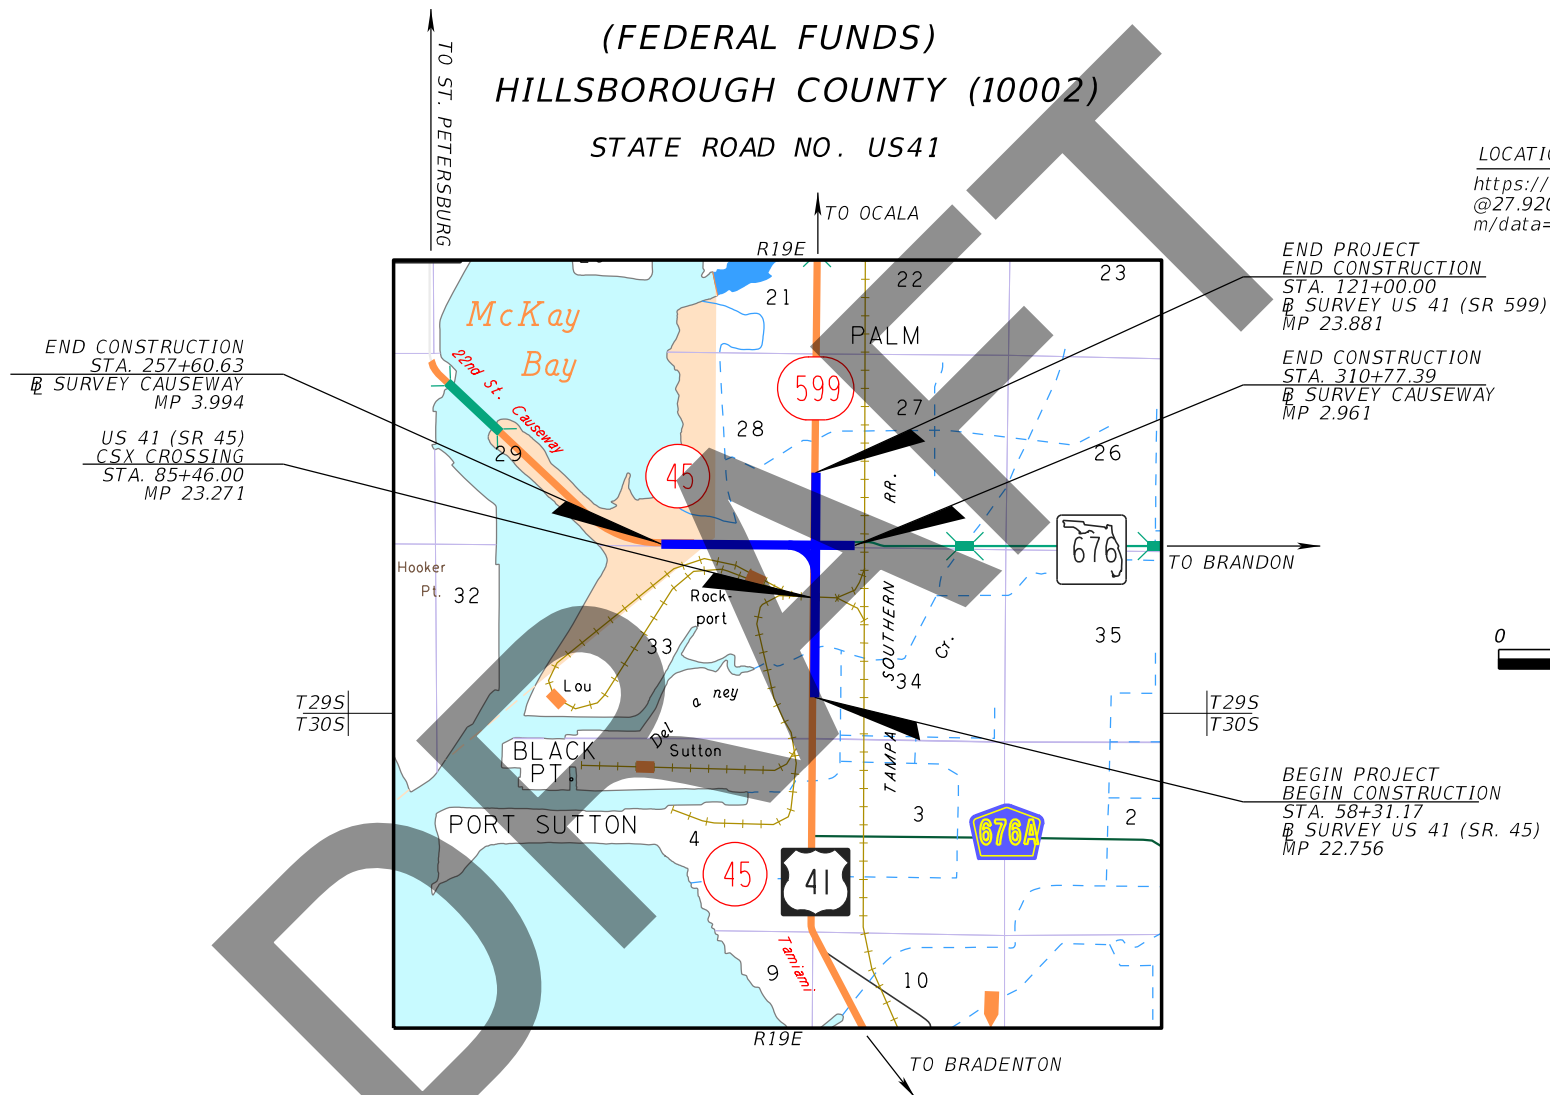 (FEDERAL FUNDS)
HILLSBOROUGH COUNTY (10002)
STATE ROAD NO. US41
TO ST. PETERSBURG
TO OCALA
R19E
https://
@27.920
m/data=
END PROJECT
END CONSTRUCTION
STA. 121+00.00
℄ SURVEY US 41 (SR 599)
MP 23.881
END CONSTRUCTION
STA. 310+77.39
℄ SURVEY CAUSEWAY
MP 2.961
END CONSTRUCTION
STA. 257+60.63
℄ SURVEY CAUSEWAY
MP 3.994
US 41 (SR 45)
CSX CROSSING
STA. 85+46.00
MP 23.271
McKay
Bay
22nd St. Causeway
21
22
23
PALM
599
27
28
29
26
45
RR.
676
TO BRANDON
Hooker
Pt.
32
Rock-
port
33
SOUTHERN
Cr.
35
34
Lou
Del a ney
Sutton
BLACK
PT.
TAMPA
T29S
T30S
T29S
T30S
0
BEGIN PROJECT
BEGIN CONSTRUCTION
STA. 58+31.17
℄ SURVEY US 41 (SR. 45)
MP 22.756
PORT SUTTON
4
3
2
676A
45
41
Tamiami
9
10
R19E
TO BRADENTON
DRAFT